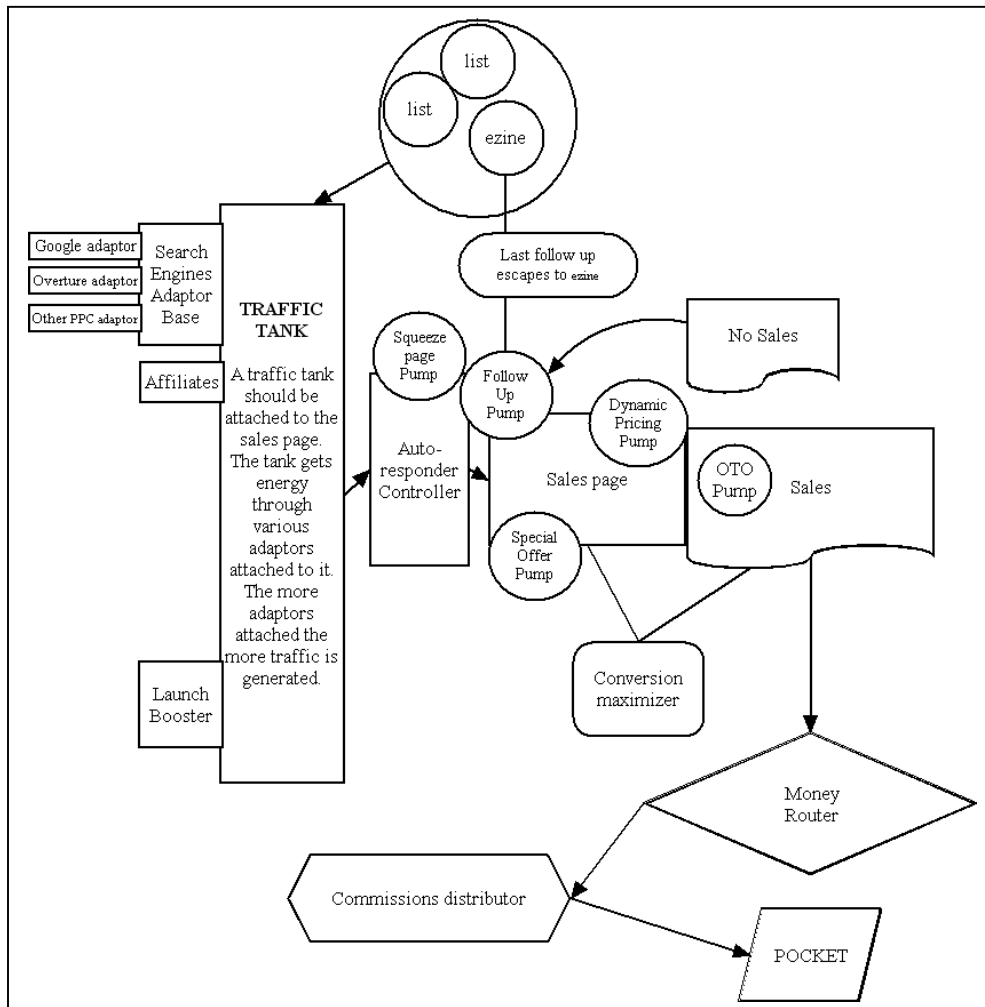 list
list
ezine
Last follow up
escapes to ezine
Google adaptor
Overture adaptor
Other PPC adaptor
Search
Engines
Adaptor
Base
Affiliates
Launch
Booster
TRAFFIC
TANK
A traffic tank
should be
attached to the
sales page.
The tank gets
energy
through
various
adaptors
attached to it.
The more
adaptors
attached the
more traffic is
generated.
Squeeze
page
Pump
Auto-
responder
Controller
Follow
Up
Pump
Dynamic
Pricing
Pump
Sales page
Special
Offer
Pump
No Sales
OTO
Pump
Sales
Conversion
maximizer
Money
Router
Commissions distributor
POCKET